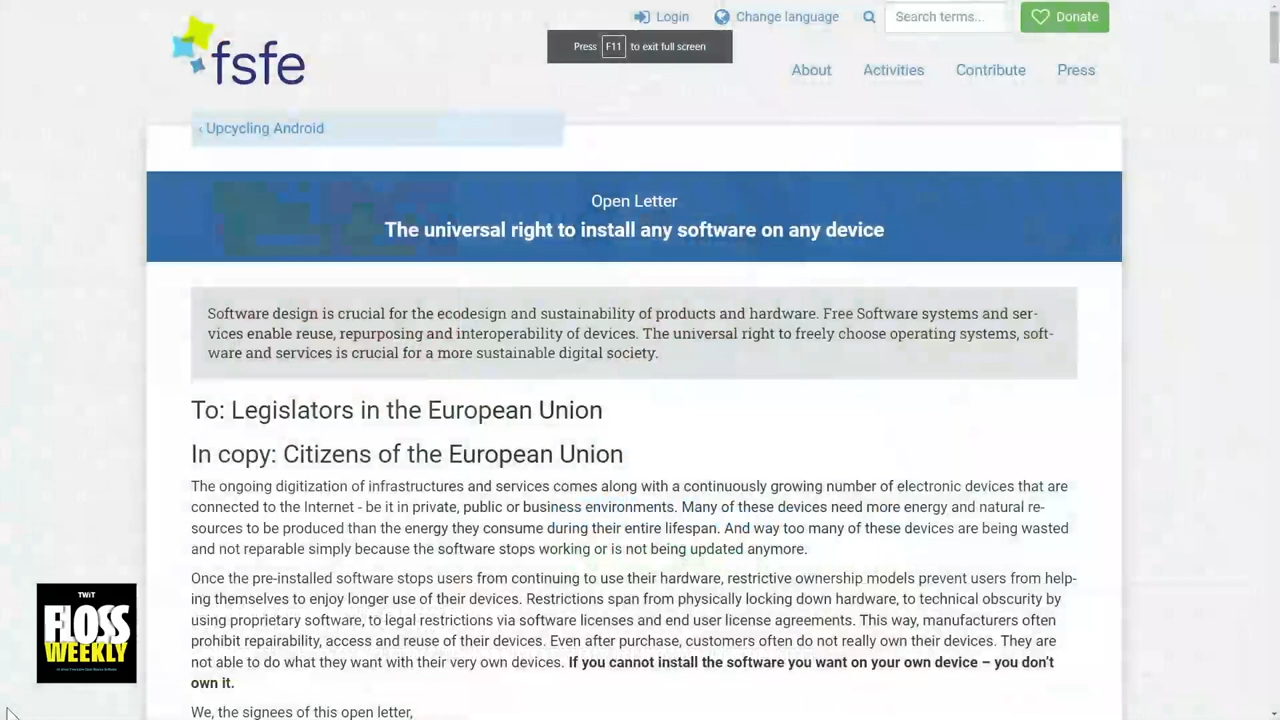 Login
Change language
Search terms...
Donate
Press F11 to exit full screen
fsfe
About
Activities
Contribute
Press
‹ Upcycling Android
Open Letter
The universal right to install any software on any device
Software design is crucial for the ecodesign and sustainability of products and hardware. Free Software systems and ser-
vices enable reuse, repurposing and interoperability of devices. The universal right to freely choose operating systems, soft-
ware and services is crucial for a more sustainable digital society.
To: Legislators in the European Union
In copy: Citizens of the European Union
The ongoing digitization of infrastructures and services comes along with a continuously growing number of electronic devices that are
connected to the Internet - be it in private, public or business environments. Many of these devices need more energy and natural re-
sources to be produced than the energy they consume during their entire lifespan. And way too many of these devices are being wasted
and not reparable simply because the software stops working or is not being updated anymore.
Once the pre-installed software stops users from continuing to use their hardware, restrictive ownership models prevent users from help-
ing themselves to enjoy longer use of their devices. Restrictions span from physically locking down hardware, to technical obscurity by
using proprietary software, to legal restrictions via software licenses and end user license agreements. This way, manufacturers often
prohibit repairability, access and reuse of their devices. Even after purchase, customers often do not really own their devices. They are
not able to do what they want with their very own devices. If you cannot install the software you want on your own device – you don't
own it.
We, the signees of this open letter,
TWiT
FLOSS
WEEKLY